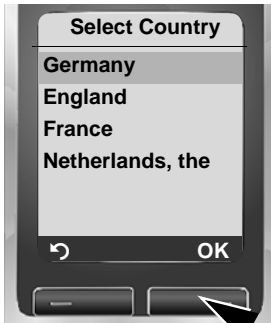 Select Country
Germany
England
France
Netherlands, the
OK